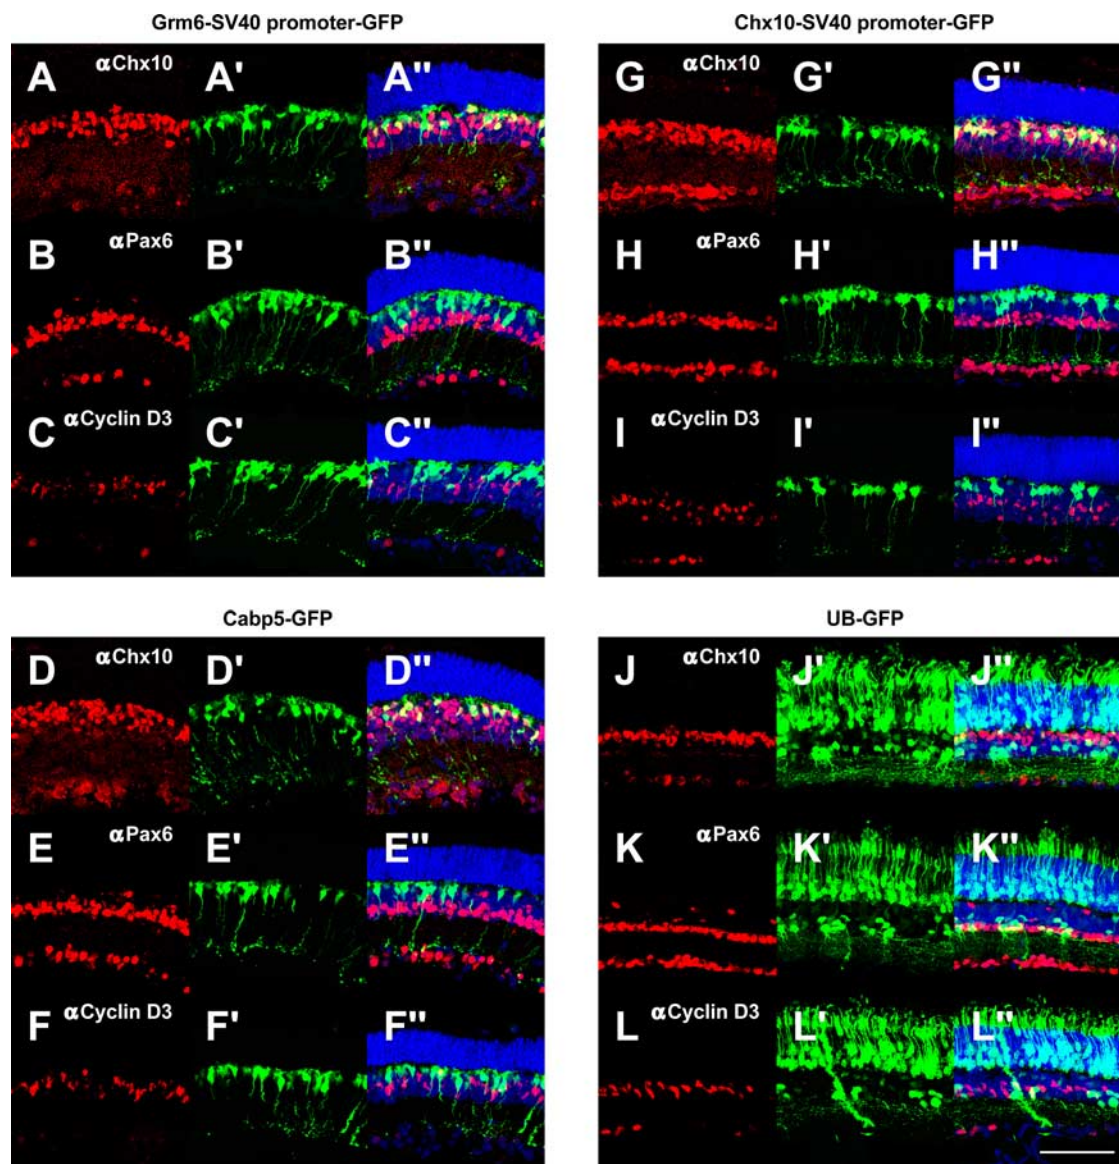 Grm6-SV40 promoter-GFP
A αChx10 A' A"
B αPax6 B' B"
C αCyclin D3 C' C"
Chx10-SV40 promoter-GFP
G αChx10 G' G"
H αPax6 H' H"
I αCyclin D3 I' I"
Cabp5-GFP
D αChx10 D' D"
E αPax6 E' E"
F αCyclin D3 F' F"
UB-GFP
J αChx10 J' J"
K αPax6 K' K"
L αCyclin D3 L' L"